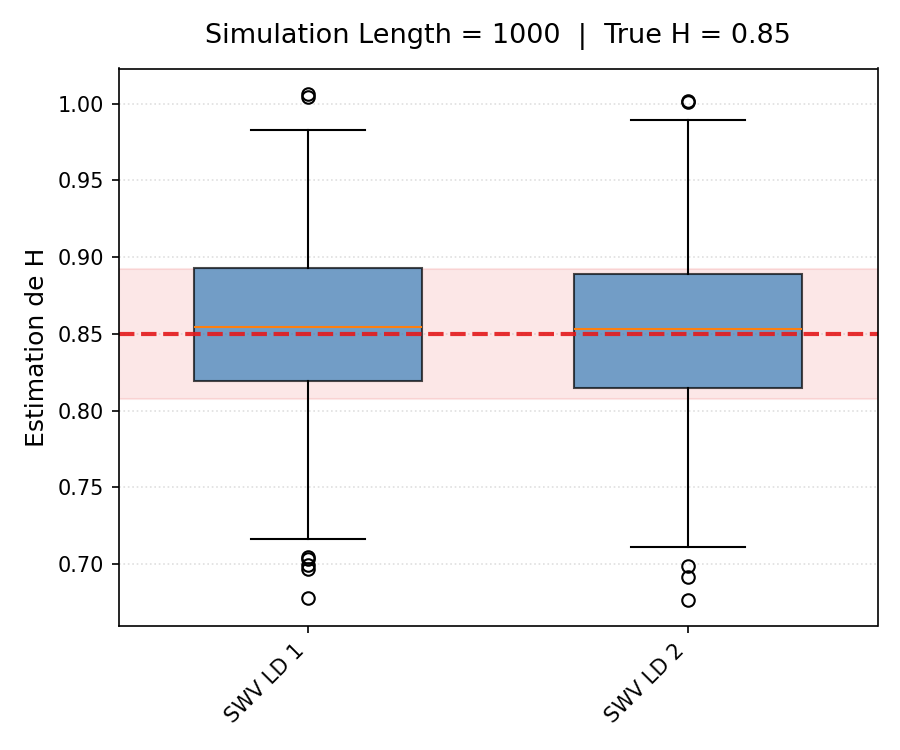 Simulation Length = 1000 | True H = 0.85
Estimation de H
1.00
0.95
0.90
0.85
0.80
0.75
0.70
SWV LD 1
SWV LD 2